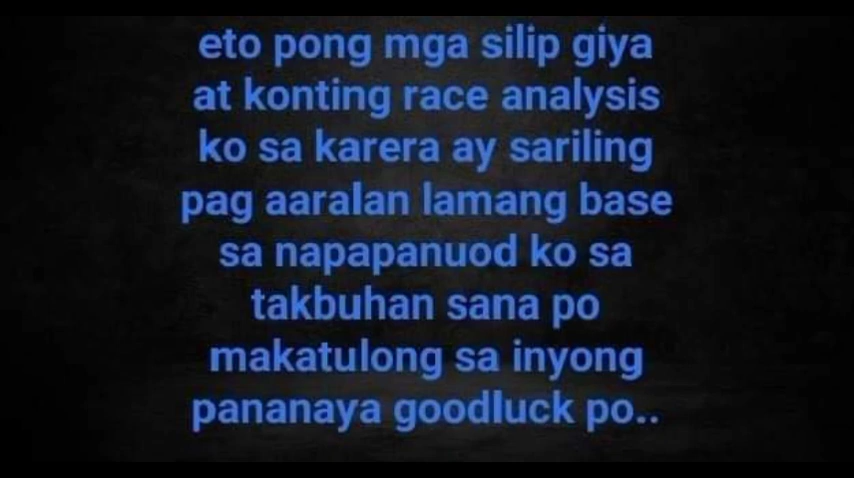 eto pong mga silip giya
at konting race analysis
ko sa karera ay sariling
pag aaralan lamang base
sa napapanuod ko sa
takbuhan sana po
makatulong sa inyong
pananaya goodluck po..